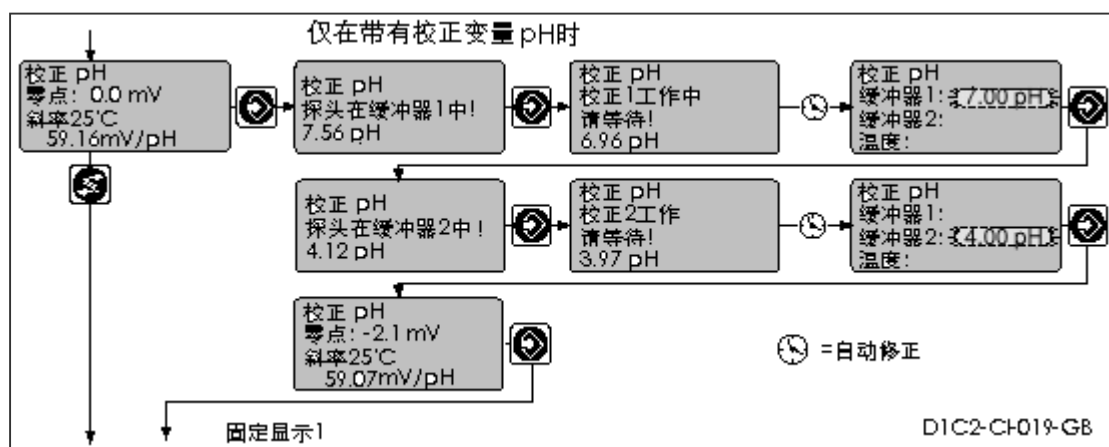 仅在带有校正变量 pH时
校正 pH
零点: 0.0 mV
斜率25°C
59.16mV/pH
校正 pH
探头在缓冲器1中!
7.56 pH
校正 pH
校正1工作中
请等待!
6.96 pH
校正 pH
缓冲器1: 7.00 pH
缓冲器2:
温度:
校正 pH
探头在缓冲器2中!
4.12 pH
校正 pH
校正2工作
请等待!
3.97 pH
校正 pH
缓冲器1:
缓冲器2: 4.00 pH
温度:
校正 pH
零点: -2.1 mV
斜率25°C
59.07mV/pH
=自动修正
固定显示1
D1C2-CI-019-GB